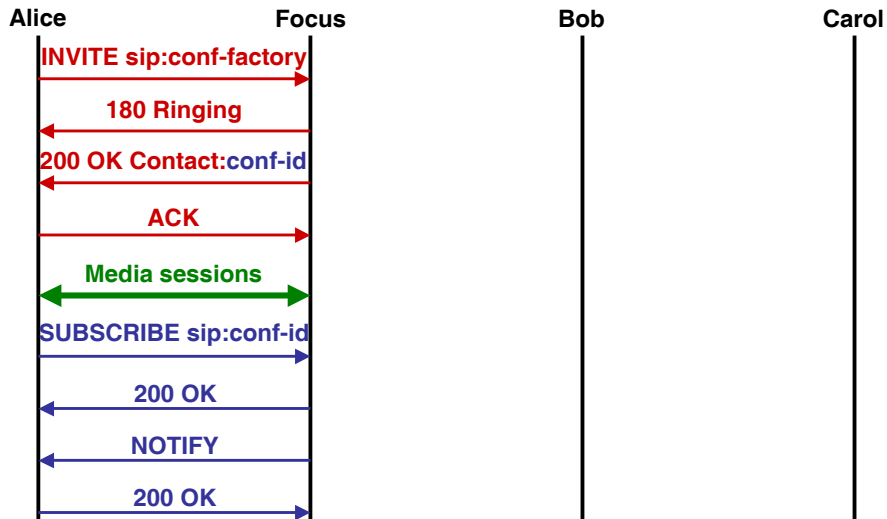 Alice Focus Bob Carol
INVITE sip:conf-factory
180 Ringing
200 OK Contact:conf-id
ACK
Media sessions
SUBSCRIBE sip:conf-id
200 OK
NOTIFY
200 OK